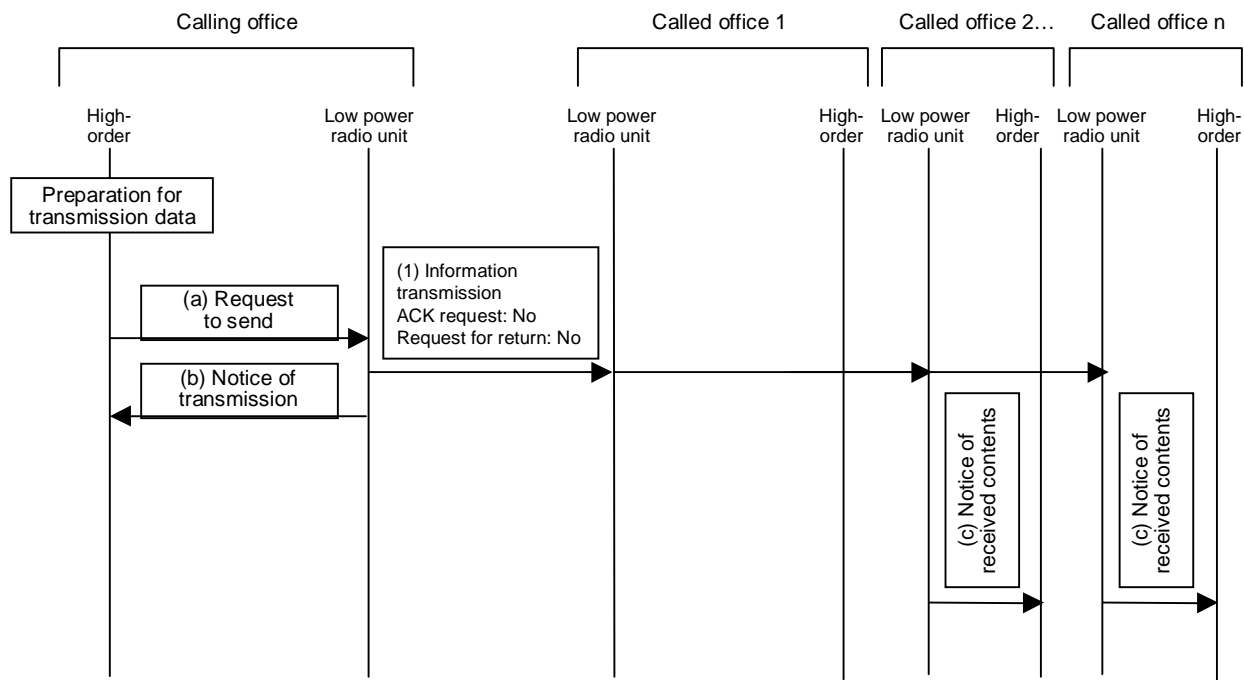 Calling office
Called office 1
Called office 2…
Called office n
High-
order
Low power
radio unit
Low power
radio unit
High-
order
Low power
radio unit
High-
order
Low power
radio unit
High-
order
Preparation for
transmission data
(1) Information
transmission
ACK request: No
Request for return: No
(a) Request
to send
(b) Notice of
transmission
(c) Notice of
received contents
(c) Notice of
received contents